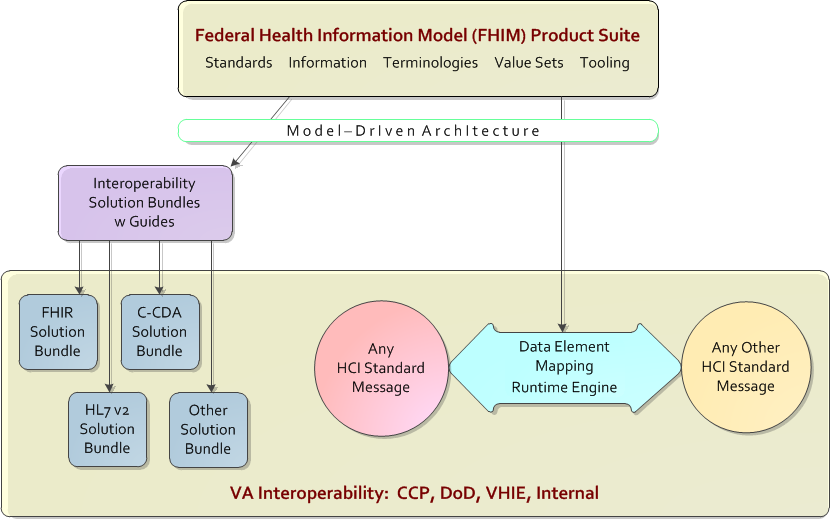 Federal Health Information Model (FHIM) Product Suite
Standards Information Terminologies Value Sets Tooling
Model–DrIven ArchItecture
Interoperability
Solution Bundles
w Guides
FHIR
Solution
Bundle
C-CDA
Solution
Bundle
HL7 v2
Solution
Bundle
Other
Solution
Bundle
Any
HCI Standard
Message
Data Element
Mapping
Runtime Engine
Any Other
HCI Standard
Message
VA Interoperability: CCP, DoD, VHIE, Internal